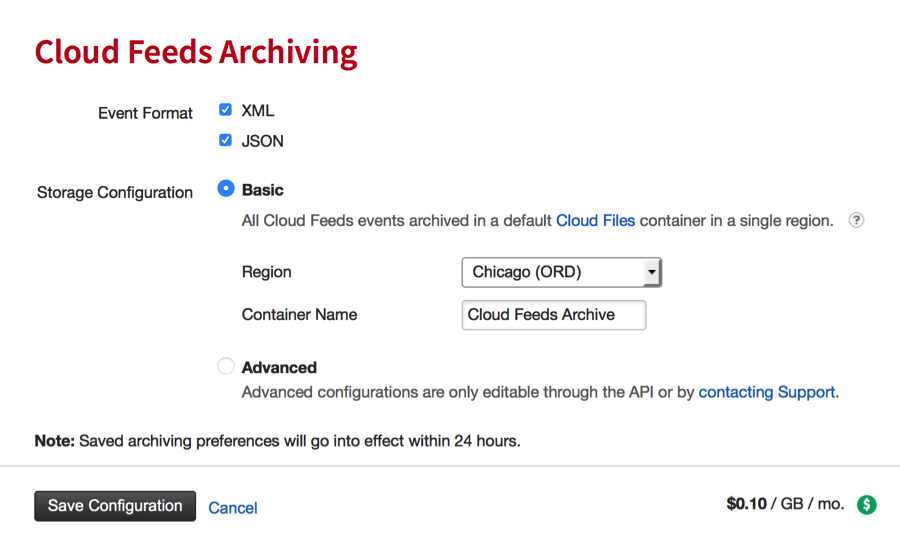 Cloud Feeds Archiving
Event Format
XML
JSON
Storage Configuration
Basic
All Cloud Feeds events archived in a default Cloud Files container in a single region. ?
Region
Chicago (ORD)
Container Name
Cloud Feeds Archive
Advanced
Advanced configurations are only editable through the API or by contacting Support.
Note: Saved archiving preferences will go into effect within 24 hours.
Save Configuration Cancel
$0.10 / GB / mo. $